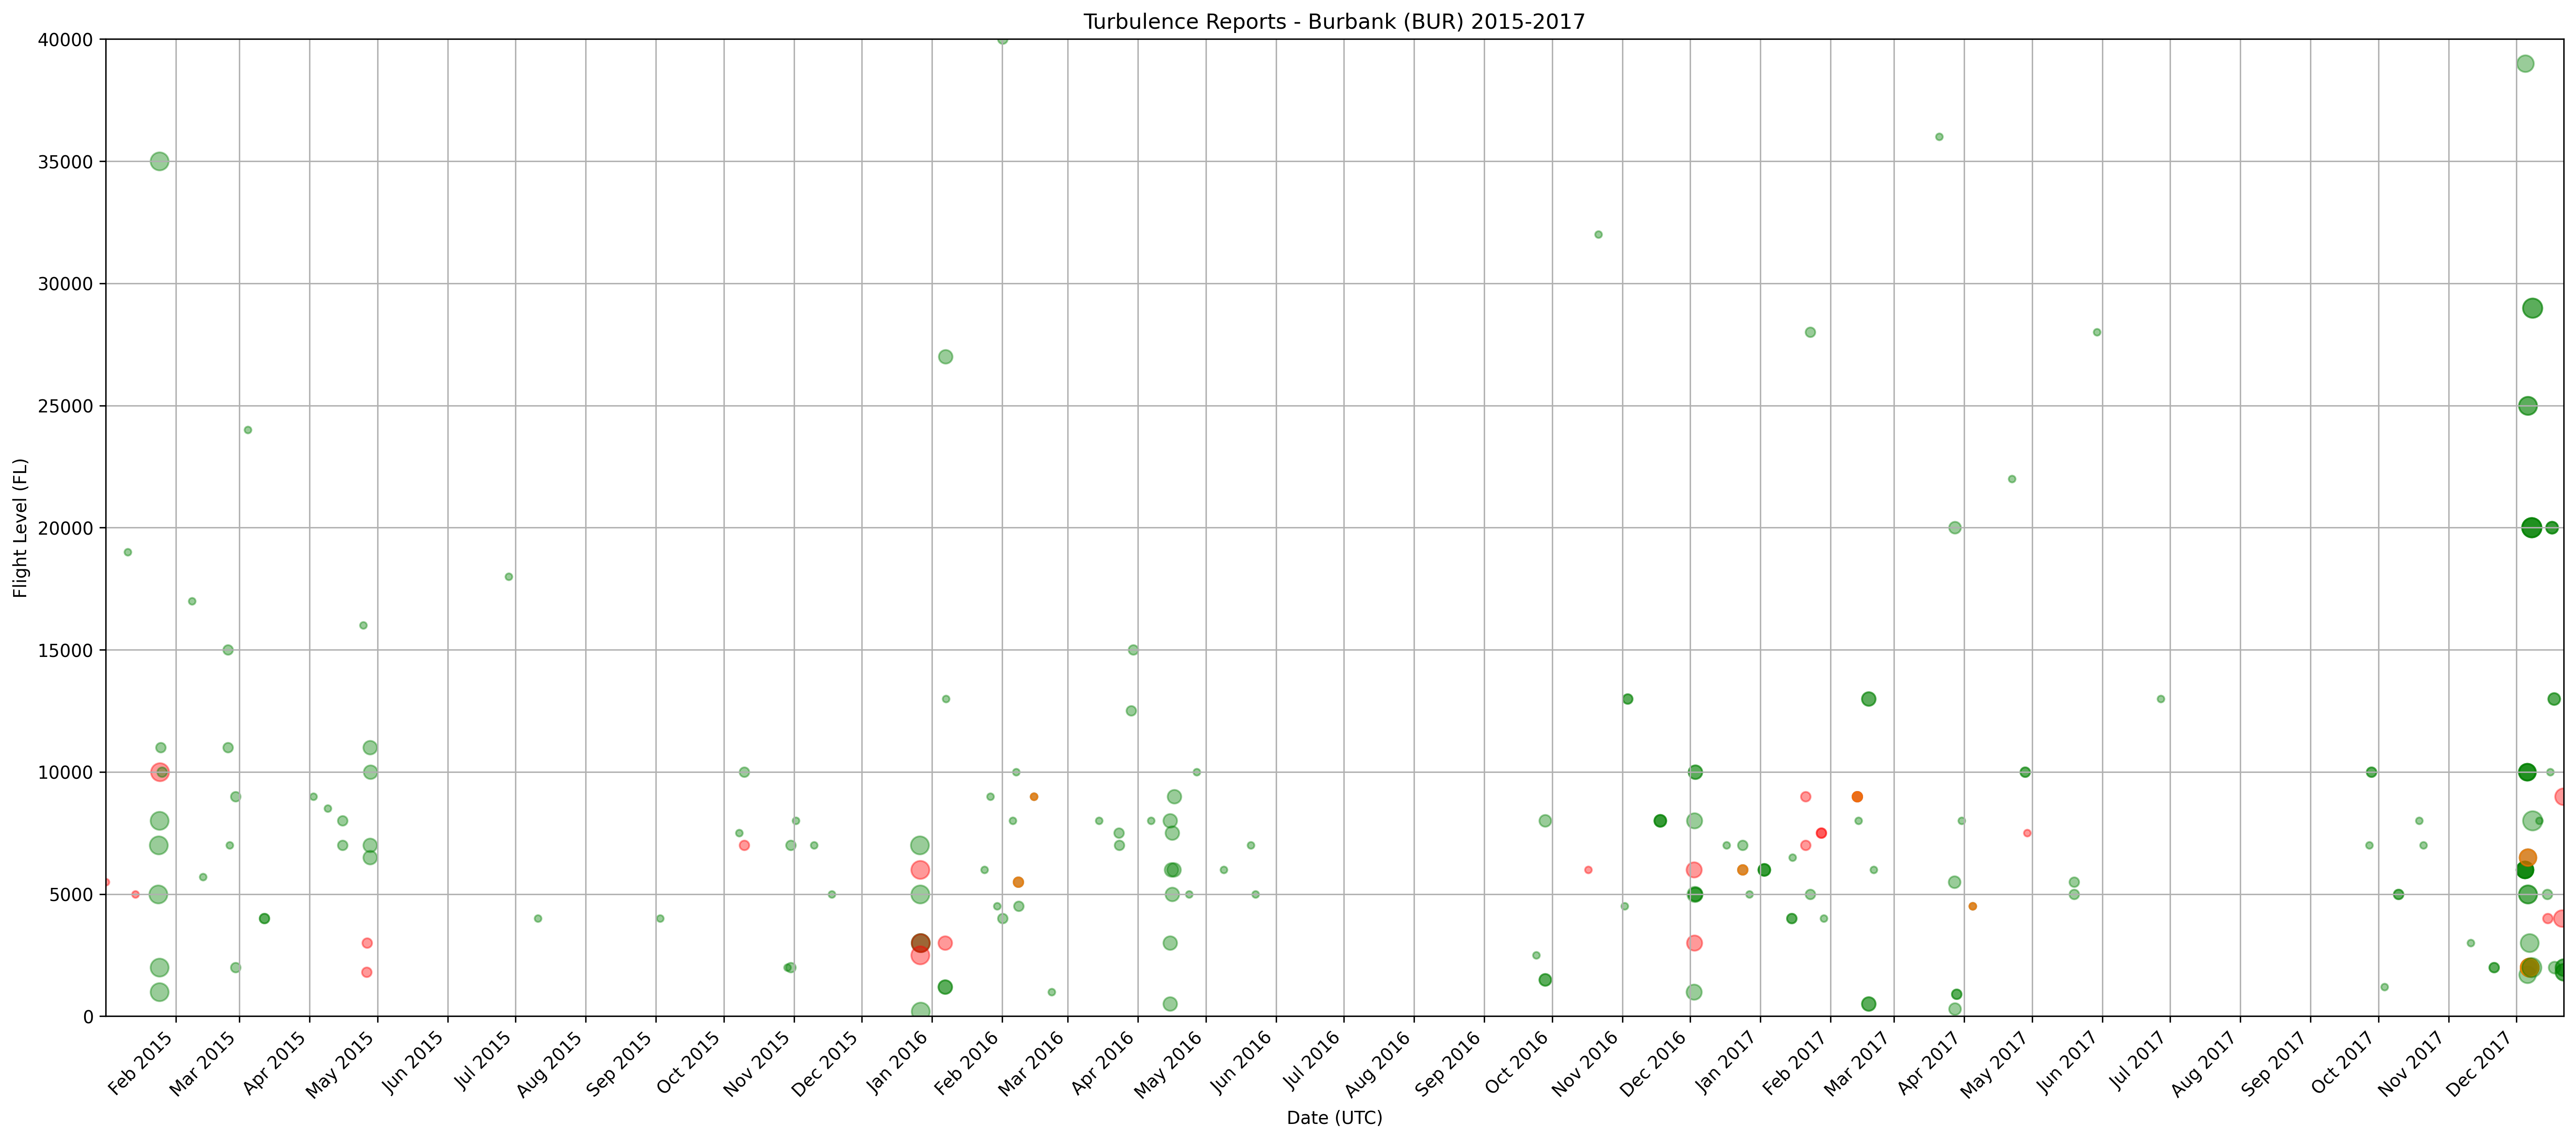 Turbulence Reports - Burbank (BUR) 2015-2017
Flight Level (FL)
40000
35000
30000
25000
20000
15000
10000
5000
0
Feb 2015
Mar 2015
Apr 2015
May 2015
Jun 2015
Jul 2015
Aug 2015
Sep 2015
Oct 2015
Nov 2015
Dec 2015
Jan 2016
Feb 2016
Mar 2016
Apr 2016
May 2016
Jun 2016
Jul 2016
Aug 2016
Sep 2016
Oct 2016
Nov 2016
Dec 2016
Jan 2017
Feb 2017
Mar 2017
Apr 2017
May 2017
Jun 2017
Jul 2017
Aug 2017
Sep 2017
Oct 2017
Nov 2017
Dec 2017
Date (UTC)